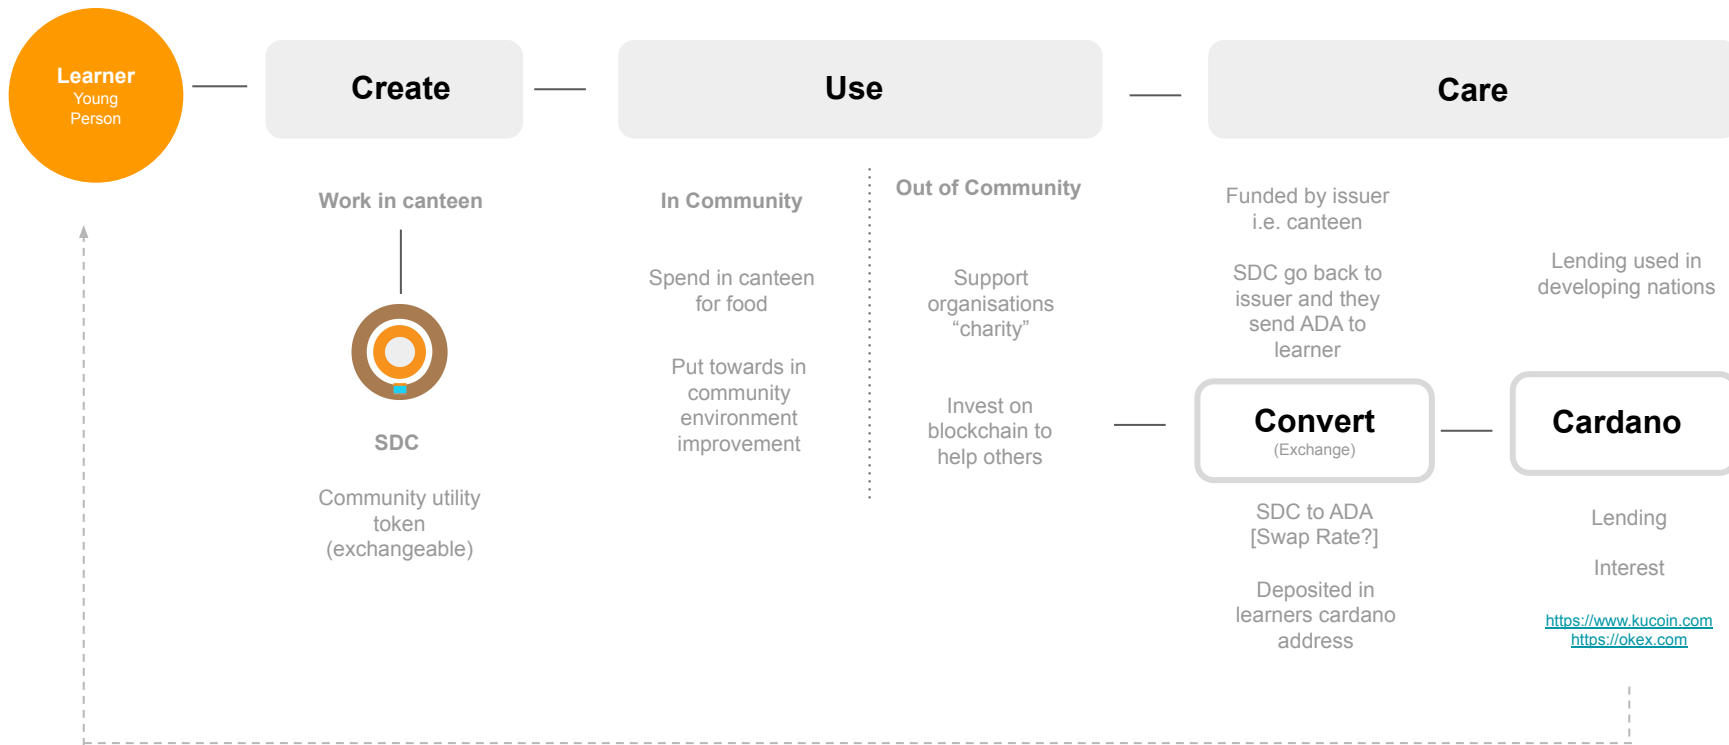 Learner
Young
Person
Create
Use
Care
Work in canteen
SDC
Community utility
token
(exchangeable)
In Community
Spend in canteen
for food
Put towards in
community
environment
improvement
Out of Community
Support
organisations
“charity”
Invest on
blockchain to
help others
Funded by issuer
i.e. canteen
SDC go back to
issuer and they
send ADA to
learner
Convert
(Exchange)
SDC to ADA
[Swap Rate?]
Deposited in
learners cardano
address
Lending used in
developing nations
Cardano
Lending
Interest
https://www.kucoin.com
https://okex.com